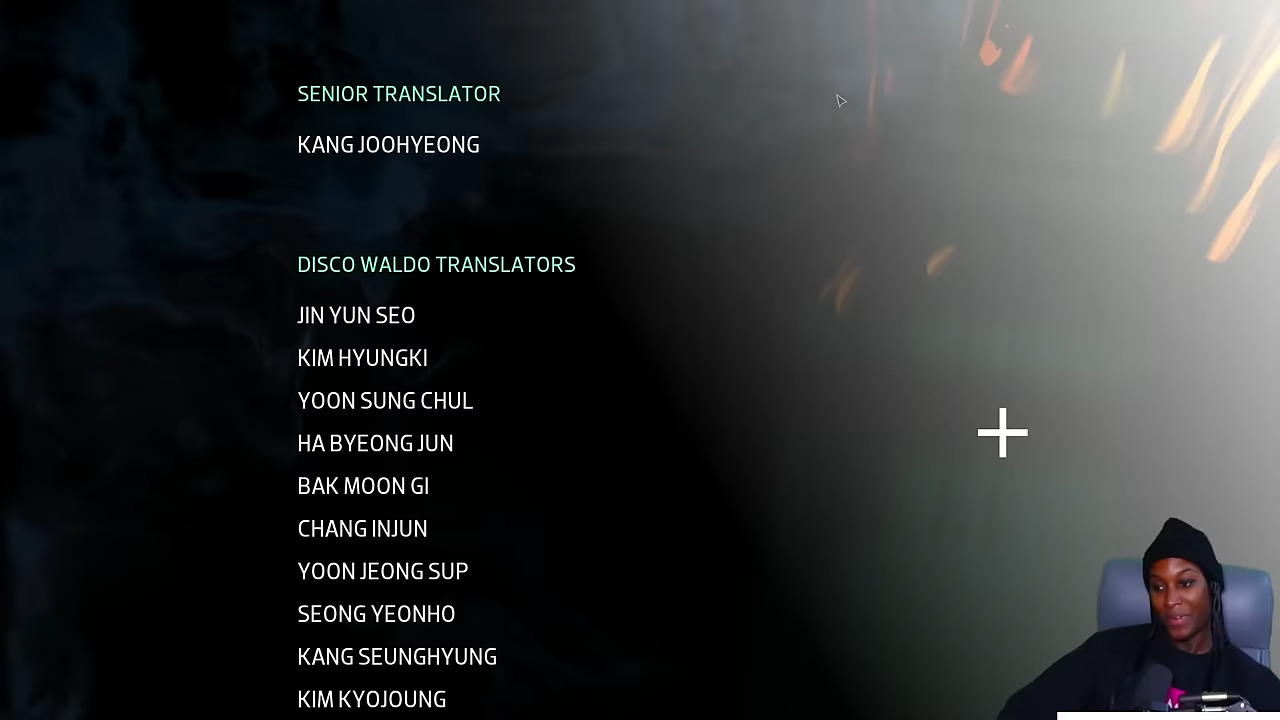 SENIOR TRANSLATOR
KANG JOOHYEONG
DISCO WALDO TRANSLATORS
JIN YUN SEO
KIM HYUNGKI
YOON SUNG CHUL
HA BYEONG JUN
BAK MOON GI
CHANG INJUN
YOON JEONG SUP
SEONG YEONHO
KANG SEUNGHYUNG
KIM KYOJOUNG